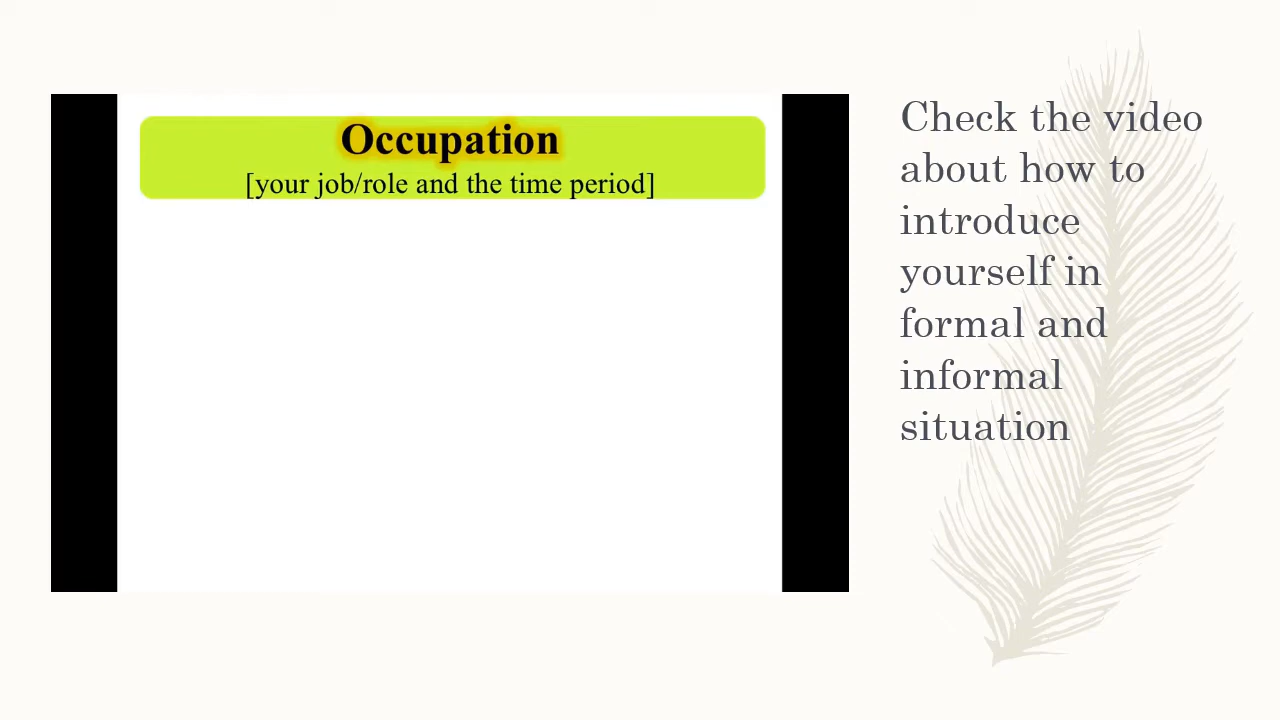 Occupation
[your job/role and the time period]
Check the video
about how to
introduce
yourself in
formal and
informal
situation